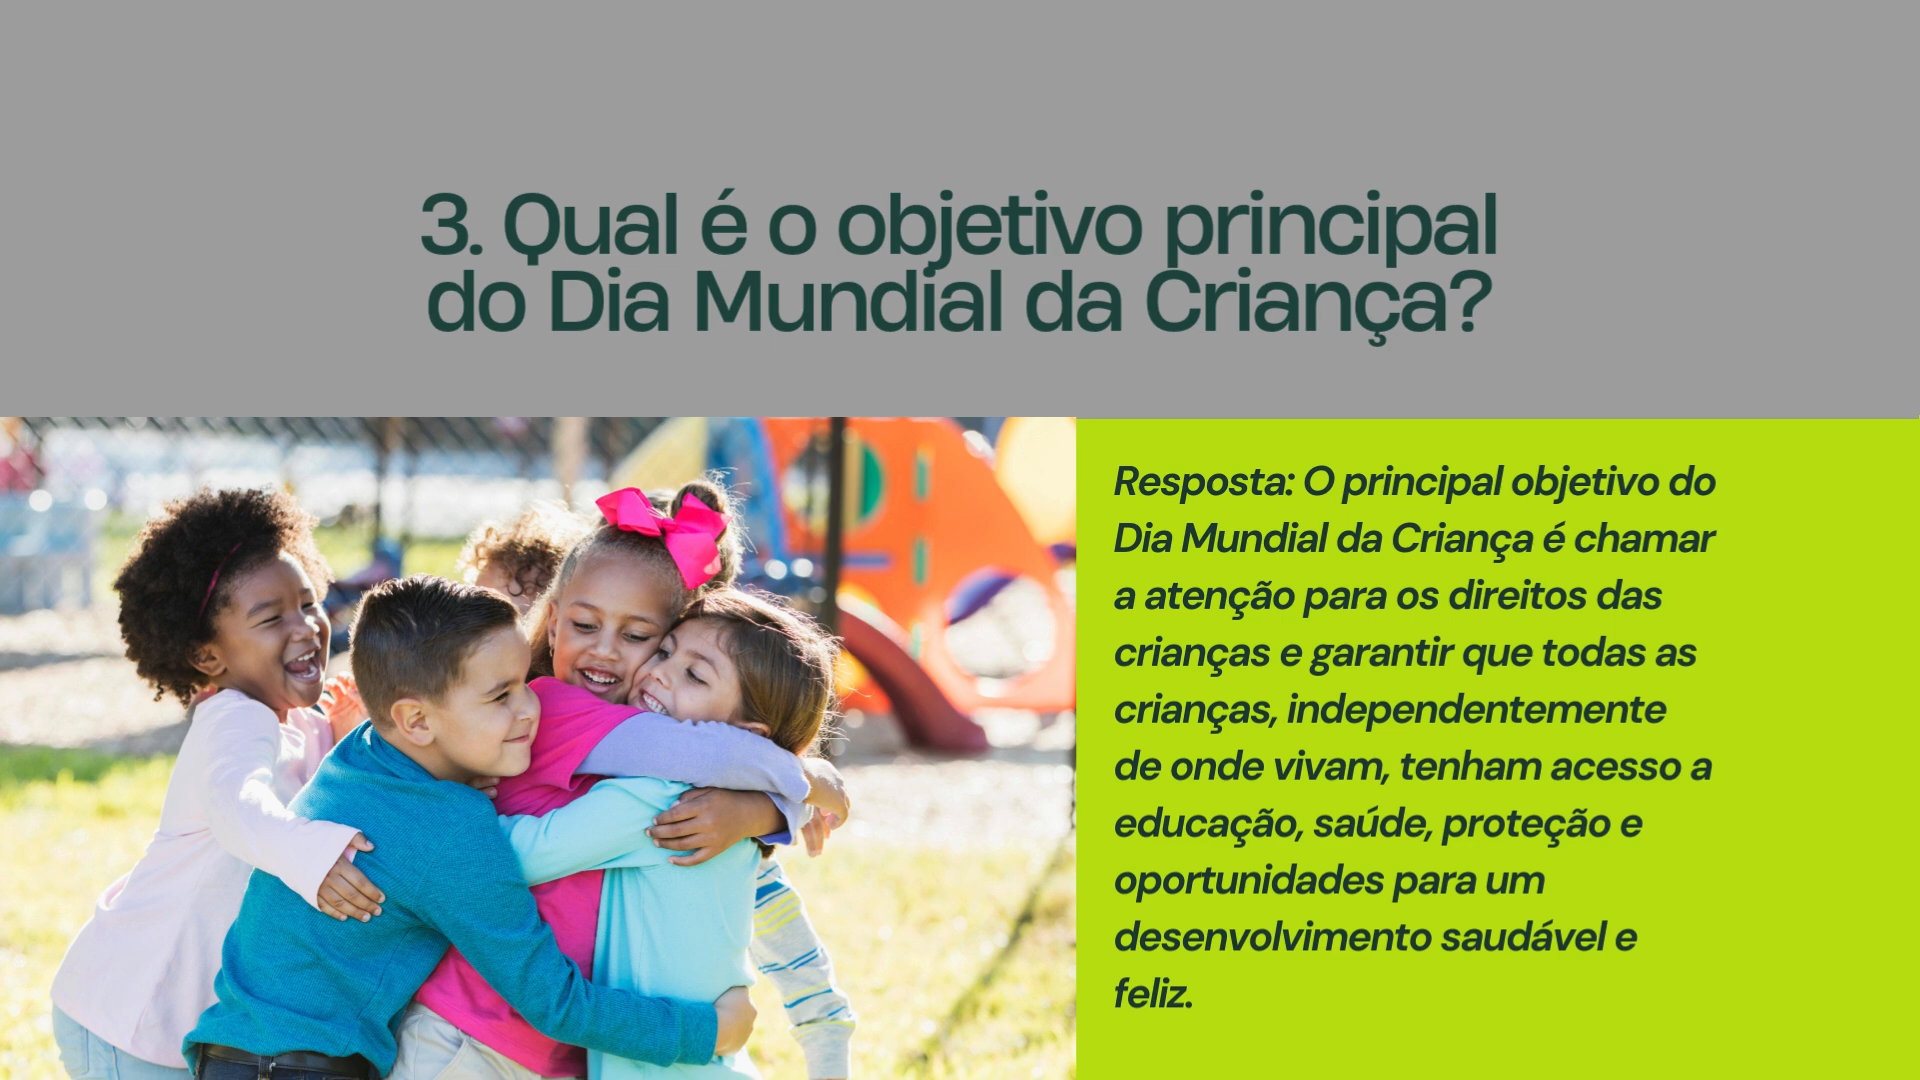 3. Qual é o objetivo principal
do Dia Mundial da Criança?
Resposta: O principal objetivo do
Dia Mundial da Criança é chamar
a atenção para os direitos das
crianças e garantir que todas as
crianças, independentemente
de onde vivam, tenham acesso a
educação, saúde, proteção e
oportunidades para um
desenvolvimento saudável e
feliz.